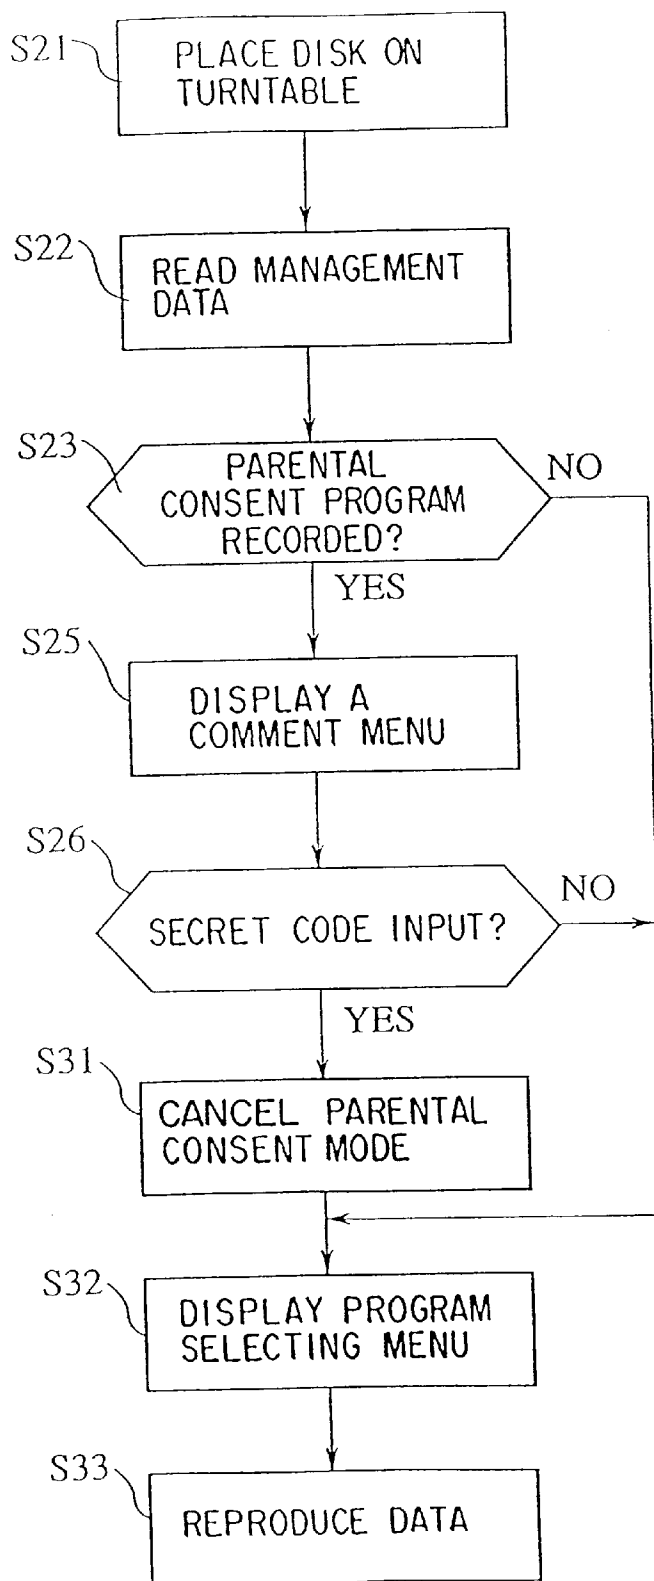 S21
PLACE DISK ON
TURNTABLE
S22
READ MANAGEMENT
DATA
S23
PARENTAL
CONSENT PROGRAM
RECORDED?
NO
YES
S25
DISPLAY A
COMMENT MENU
S26
SECRET CODE INPUT?
NO
YES
S31
CANCEL PARENTAL
CONSENT MODE
S32
DISPLAY PROGRAM
SELECTING MENU
S33
REPRODUCE DATA